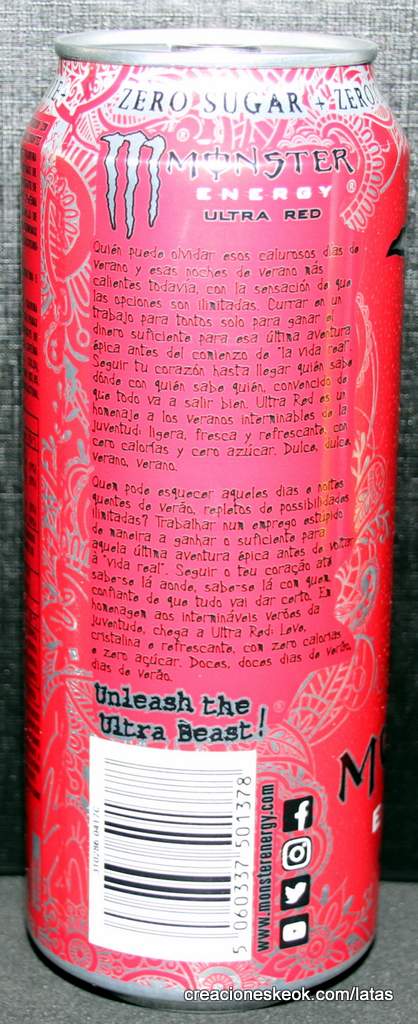 ZERO SUGAR + ZERO
MONSTER
ENERGY
ULTRA RED
Quién puede olvidar esos calurosos días de
verano y esas noches de verano más
calientes todavía, con la sensación de que
las opciones son ilimitadas. Currar en un
trabajo para tontos solo para ganar el
dinero suficiente para esa última aventura
épica antes del comienzo de "la vida real".
Seguir tu corazón hasta llegar quién sabe
dónde con quién sabe quién, convencido de
que todo va a salir bien. Ultra Red es un
homenaje a los veranos interminables de la
juventud: ligera, fresca y refrescante, con
cero calorías y cero azúcar. Dulce, dulce,
verano, verano.
Quem pode esquecer aqueles dias e noites
quentes de verão, repletos de possibilidades
ilimitadas? Trabalhar num emprego estúpido
de maneira a ganhar o suficiente para
aquela última aventura épica antes de voltar
à "vida real". Seguir o teu coração até
sabe-se lá aonde, sabe-se lá com quem,
confiante de que tudo vai dar certo. Em
homenagem aos intermináveis verões da
juventude, chega a Ultra Red: Leve,
cristalina e refrescante, con zero calorias
e zero açúcar. Doces, doces dias de verão,
dias de verão.
Unleash the
Ultra Beast!
5 060337 501378
www.monsterenergy.com
creacioneskeok.com/latas